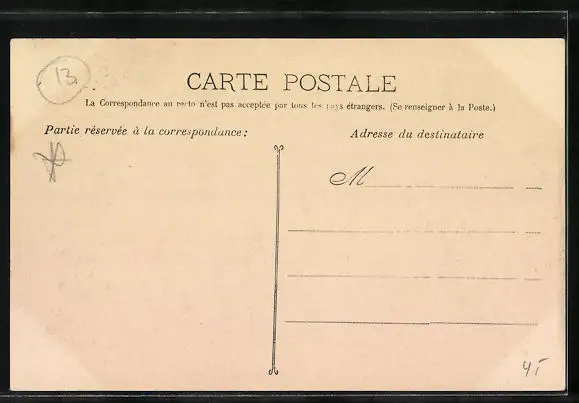 13
CARTE POSTALE
La Correspondance au recto n'est pas acceptée par tous les pays étrangers. (Se renseigner à la Poste.)
Partie réservée à la correspondance:
Adresse du destinataire
M